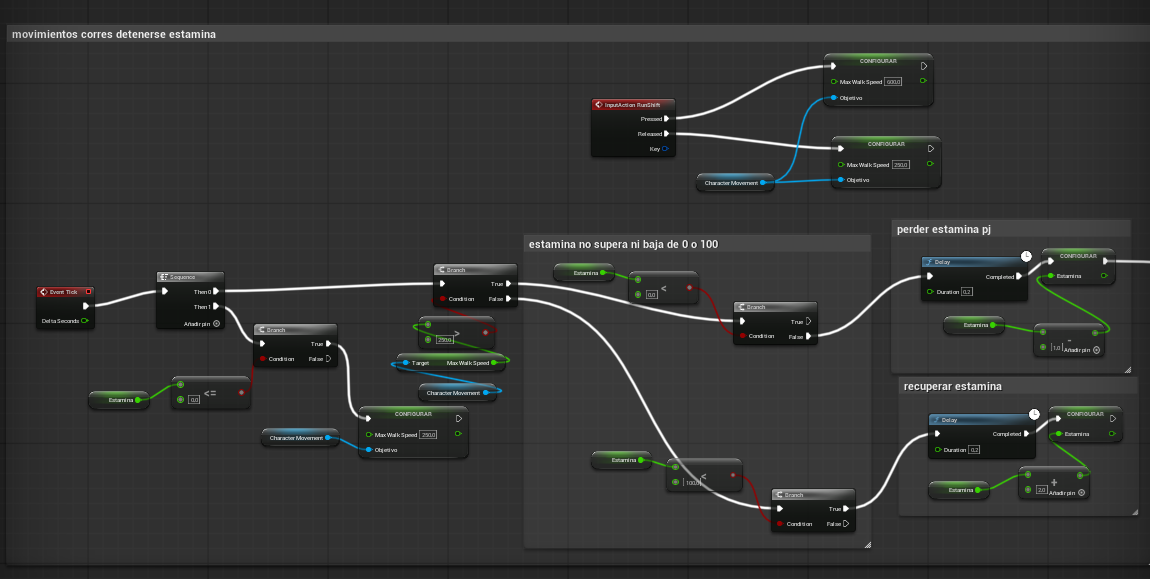 movimientos corres detenerse estamina
CONFIGURAR
Max Walk Speed 600,0
Objetivo
InputAction RunShift
Pressed
Released
Key
CONFIGURAR
Max Walk Speed 250,0
Objetivo
Character Movement
perder estamina pj
estamina no supera ni baja de 0 o 100
Event Tick
Delta Seconds
Sequence
Then 0
Then 1
Añadir pin
Branch
True
Condition False
Branch
True
Condition False
>
250,0
Target Max Walk Speed
Character Movement
Estamina
<=
0,0
Character Movement
CONFIGURAR
Max Walk Speed 250,0
Objetivo
Estamina
<
0,0
Branch
True
Condition False
Delay
Completed
Duration 0,2
CONFIGURAR
Estamina
Estamina
-
1,0 Añadir pin
recuperar estamina
Estamina
<
100,0
Branch
True
Condition False
Delay
Completed
Duration 0,2
CONFIGURAR
Estamina
Estamina
+
2,0 Añadir pin